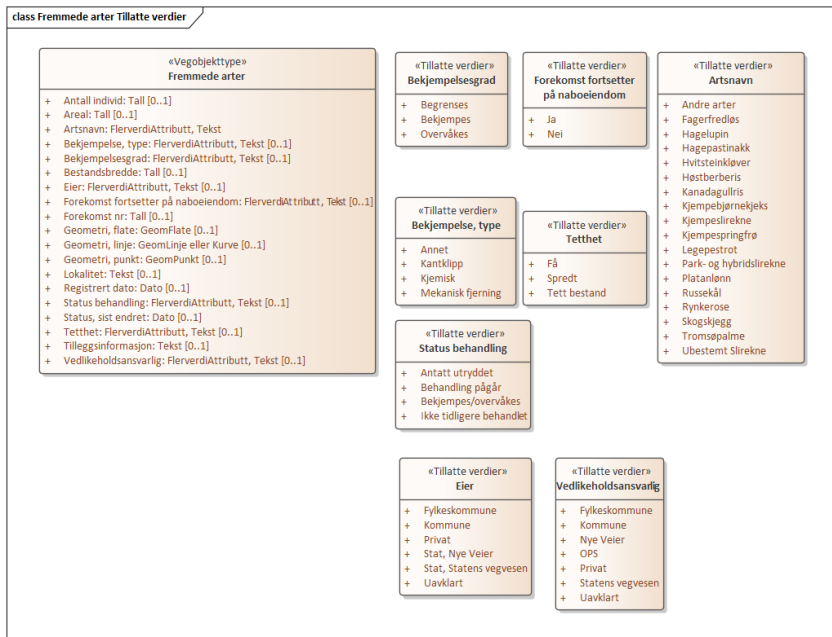 class Fremmede arter Tillatte verdier
«Vegobjekttype»
Fremmede arter
+ Antall individ: Tall [0..1]
+ Areal: Tall [0..1]
+ Artsnavn: FlerverdiAttributt, Tekst
+ Bekjempelse, type: FlerverdiAttributt, Tekst [0..1]
+ Bekjempelsesgrad: FlerverdiAttributt, Tekst [0..1]
+ Bestandsbredde: Tall [0..1]
+ Eier: FlerverdiAttributt, Tekst [0..1]
+ Forekomst fortsetter på naboeiendom: FlerverdiAttributt, Tekst [0..1]
+ Forekomst nr: Tall [0..1]
+ Geometri, flate: GeomFlate [0..1]
+ Geometri, linje: GeomLinje eller Kurve [0..1]
+ Geometri, punkt: GeomPunkt [0..1]
+ Lokalitet: Tekst [0..1]
+ Registrert dato: Dato [0..1]
+ Status behandling: FlerverdiAttributt, Tekst [0..1]
+ Status, sist endret: Dato [0..1]
+ Tetthet: FlerverdiAttributt, Tekst [0..1]
+ Tilleggsinformasjon: Tekst [0..1]
+ Vedlikeholdsansvarlig: FlerverdiAttributt, Tekst [0..1]
«Tillatte verdier»
Bekjempelsesgrad
+ Begrenses
+ Bekjempes
+ Overvåkes
«Tillatte verdier»
Forekomst fortsetter
på naboeiendom
+ Ja
+ Nei
«Tillatte verdier»
Artsnavn
+ Andre arter
+ Fagerfredløs
+ Hagelupin
+ Hagepastinakk
+ Hvitsteinkløver
+ Høstberberis
+ Kanadagullris
+ Kjempebjørnekjeks
+ Kjempeslirekne
+ Kjempespringfrø
+ Legepestrot
+ Park- og hybridslirekne
+ Platanlønn
+ Russekål
+ Rynkerose
+ Skogskjegg
+ Tromsøpalme
+ Ubestemt Slirekne
«Tillatte verdier»
Bekjempelse, type
+ Annet
+ Kantklipp
+ Kjemisk
+ Mekanisk fjerning
«Tillatte verdier»
Tetthet
+ Få
+ Spredt
+ Tett bestand
«Tillatte verdier»
Status behandling
+ Antatt utryddet
+ Behandling pågår
+ Bekjempes/overvåkes
+ Ikke tidligere behandlet
«Tillatte verdier»
Eier
+ Fylkeskommune
+ Kommune
+ Privat
+ Stat, Nye Veier
+ Stat, Statens vegvesen
+ Uavklart
«Tillatte verdier»
Vedlikeholdsansvarlig
+ Fylkeskommune
+ Kommune
+ Nye Veier
+ OPS
+ Privat
+ Statens vegvesen
+ Uavklart